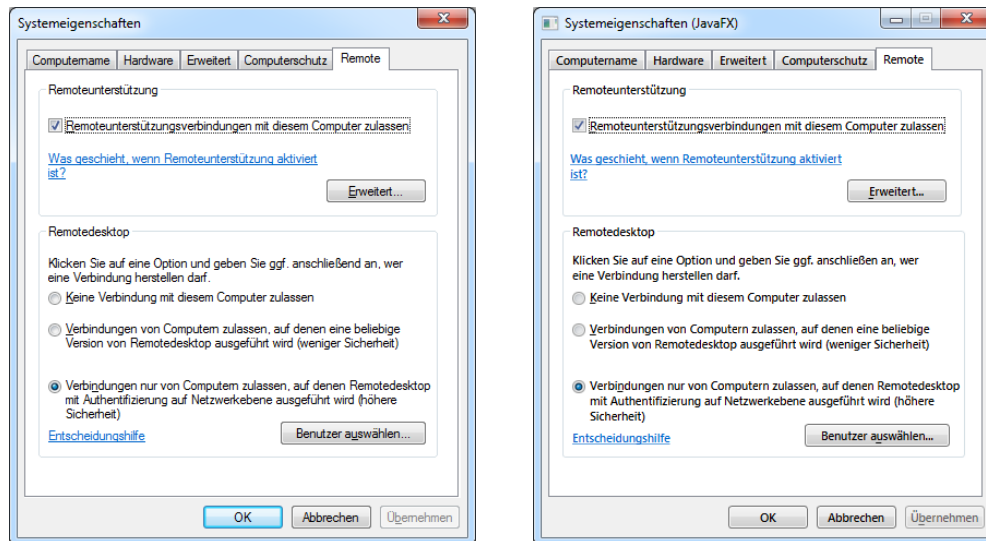 Systemeigenschaften
Computername Hardware Erweitert Computerschutz Remote
Remoteunterstützung
Remoteunterstützungsverbindungen mit diesem Computer zulassen
Was geschieht, wenn Remoteunterstützung aktiviert
ist?
Erweitert...
Remotedesktop
Klicken Sie auf eine Option und geben Sie ggf. anschließend an, wer
eine Verbindung herstellen darf.
Keine Verbindung mit diesem Computer zulassen
Verbindungen von Computern zulassen, auf denen eine beliebige
Version von Remotedesktop ausgeführt wird (weniger Sicherheit)
Verbindungen nur von Computern zulassen, auf denen Remotedesktop
mit Authentifizierung auf Netzwerkebene ausgeführt wird (höhere
Sicherheit)
Entscheidungshilfe
Benutzer auswählen...
OK Abbrechen Übernehmen
Systemeigenschaften (JavaFX)
Computername Hardware Erweitert Computerschutz Remote
Remoteunterstützung
Remoteunterstützungsverbindungen mit diesem Computer zulassen
Was geschieht, wenn Remoteunterstützung aktiviert
ist?
Erweitert...
Remotedesktop
Klicken Sie auf eine Option und geben Sie ggf. anschließen an, wer
eine Verbindung herstellen darf.
Keine Verbindung mit diesem Computer zulassen
Verbindungen von Computern zulassen, auf denen eine beliebige
Version von Remotedesktop ausgeführt wird (weniger Sicherheit)
Verbindungen nur von Computern zulassen, auf denen Remotedesktop
mit Authentifizierung auf Netzwerkebene ausgeführt wird (höhere
Sicherheit)
Entscheidungshilfe
Benutzer auswählen...
OK Abbrechen Übernehmen